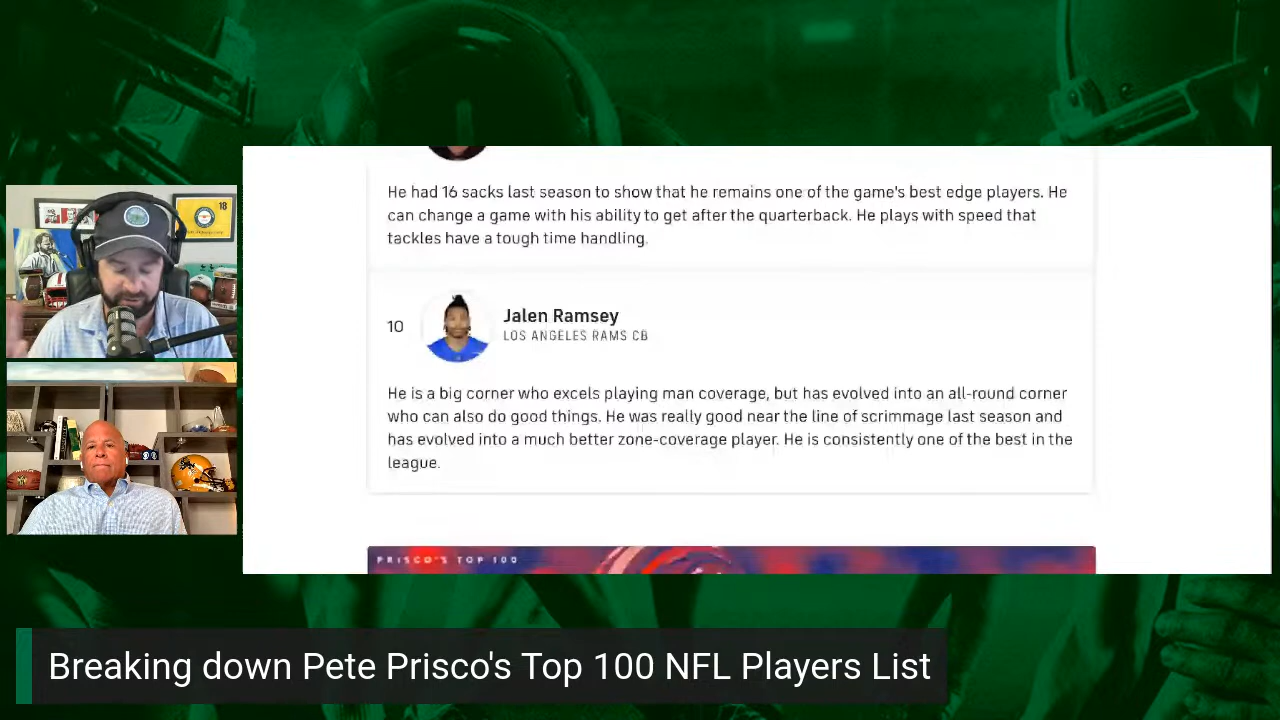 He had 16 sacks last season to show that he remains one of the game's best edge players. He
can change a game with his ability to get after the quarterback. He plays with speed that
tackles have a tough time handling.
10
Jalen Ramsey
LOS ANGELES RAMS CB
He is a big corner who excels playing man coverage, but has evolved into an all-round corner
who can also do good things. He was really good near the line of scrimmage last season and
has evolved into a much better zone-coverage player. He is consistently one of the best in the
league.
PRISCO'S TOP 100
18
Breaking down Pete Prisco's Top 100 NFL Players List